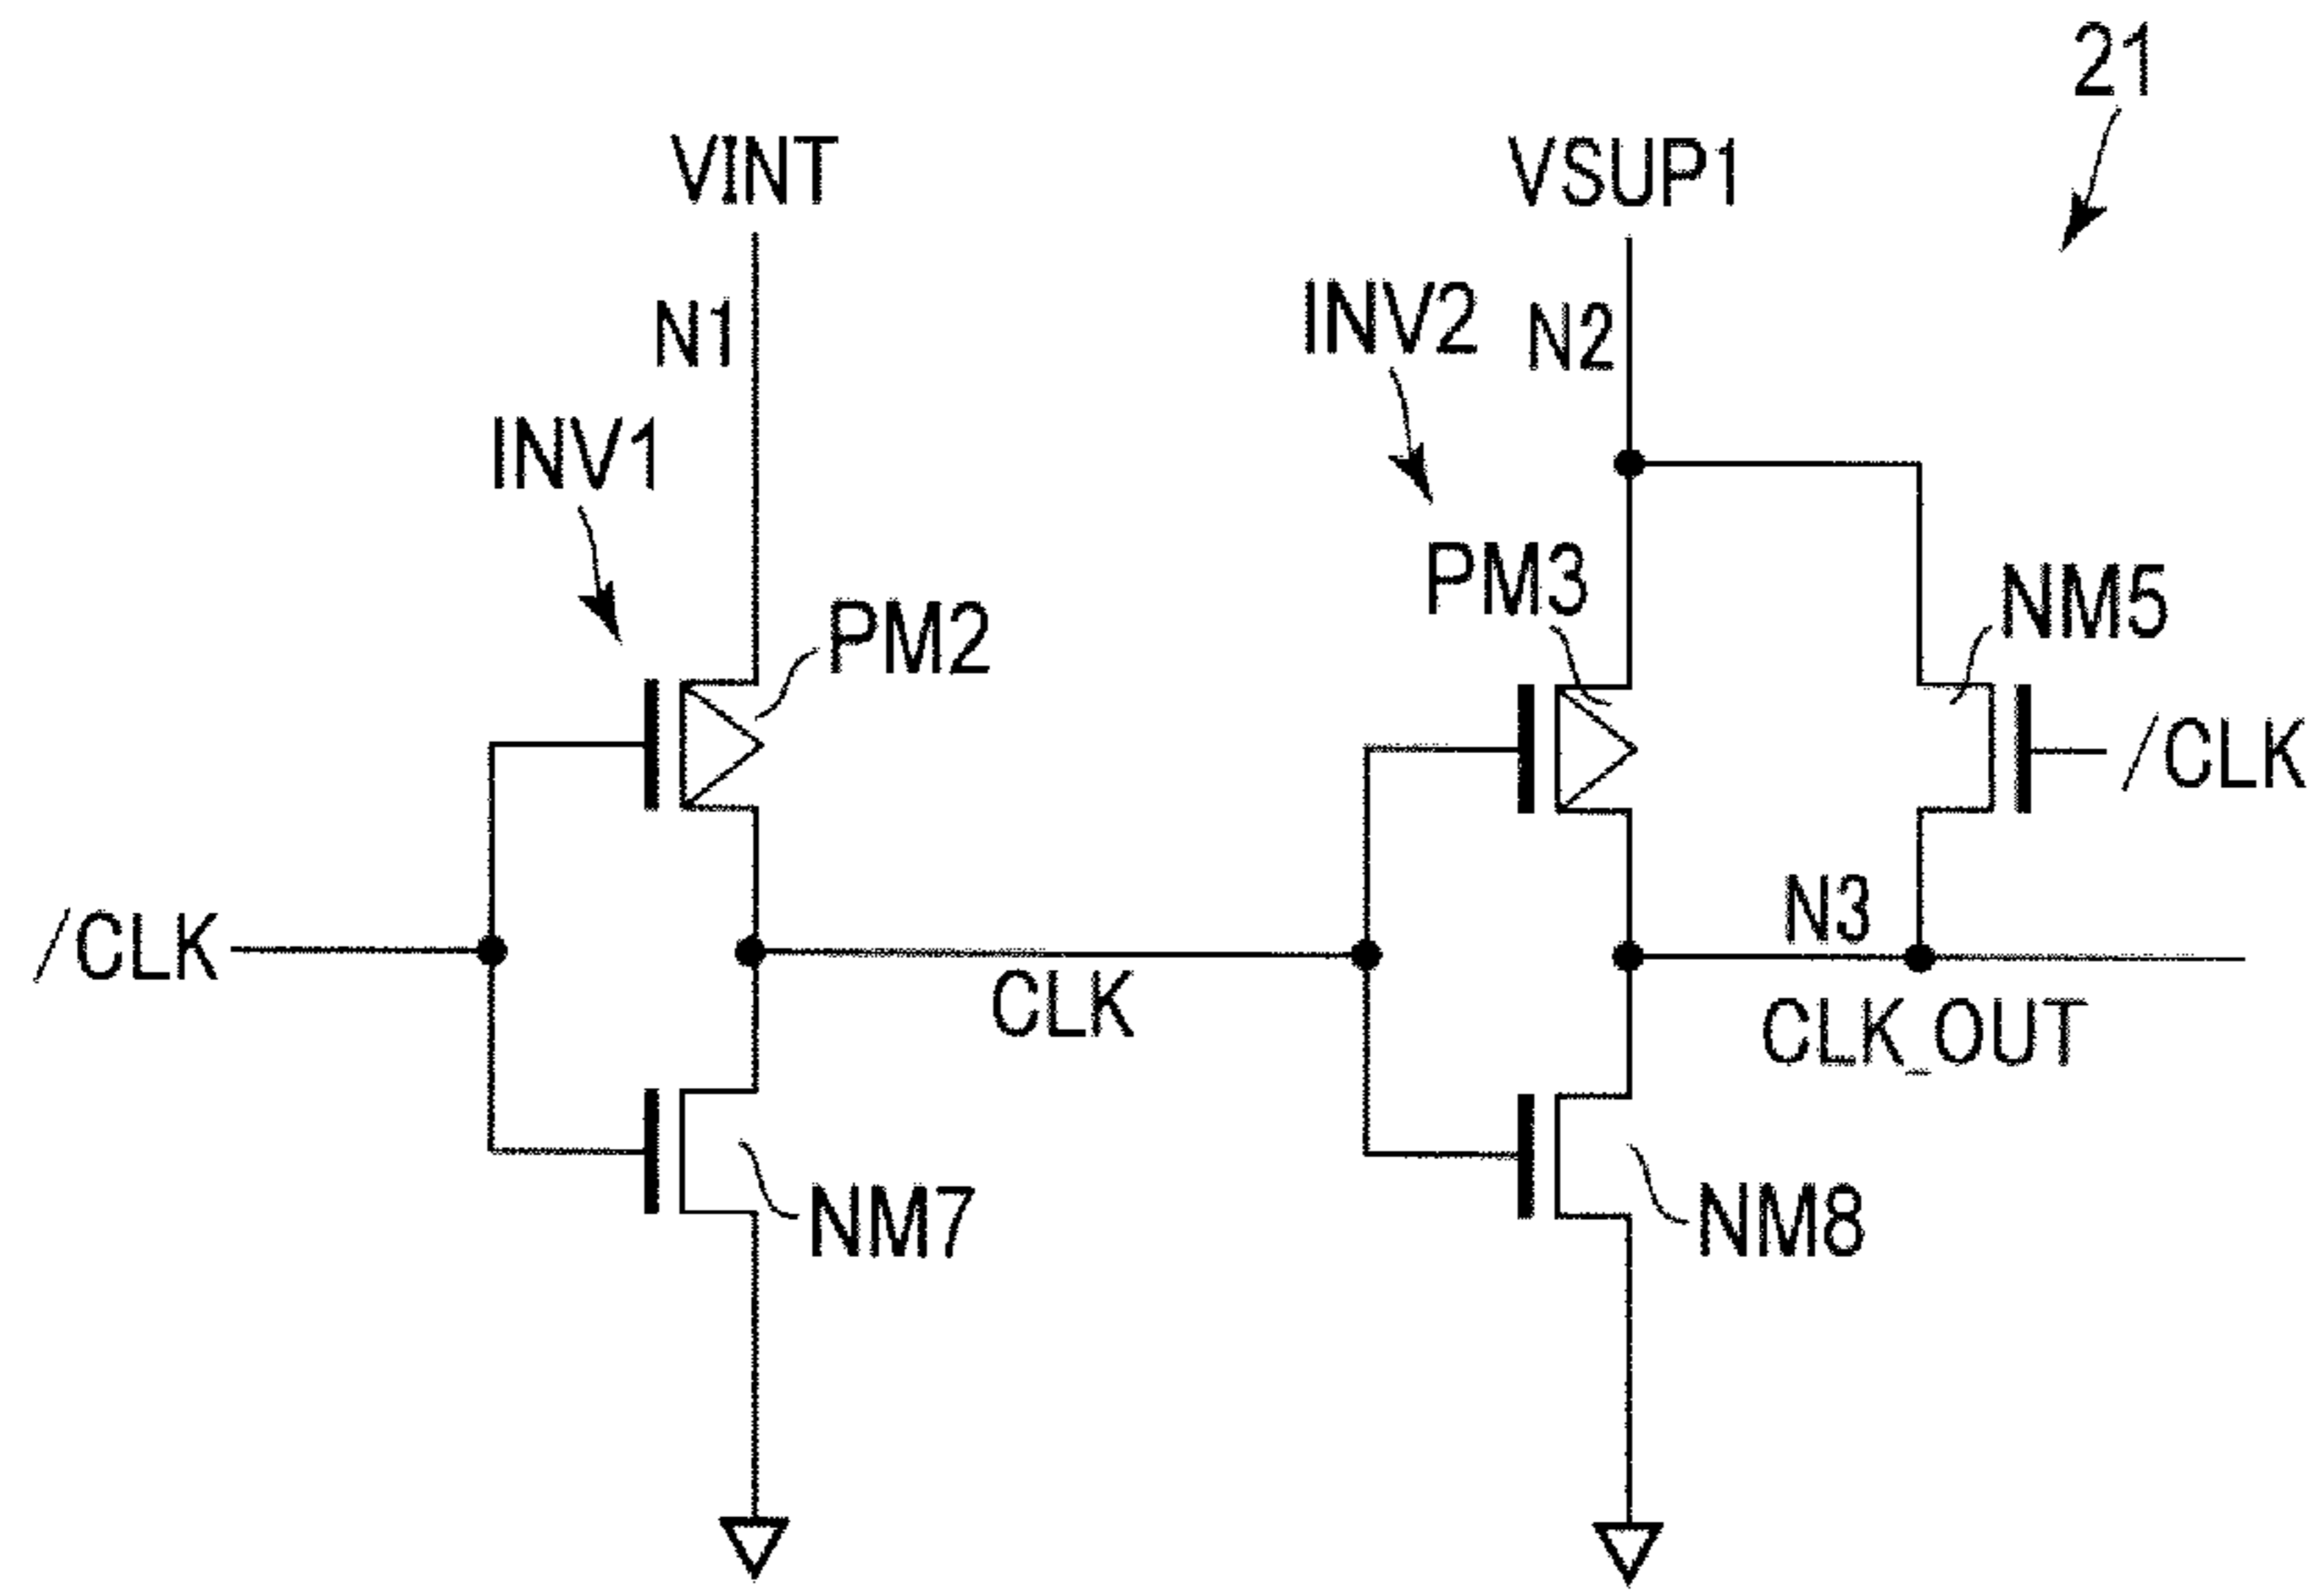 21
VINT
VSUP1
N1
INV2
N2
INV1
PM3
NM5
PM2
/CLK
N3
/CLK
CLK
CLK_OUT
NM7
NM8